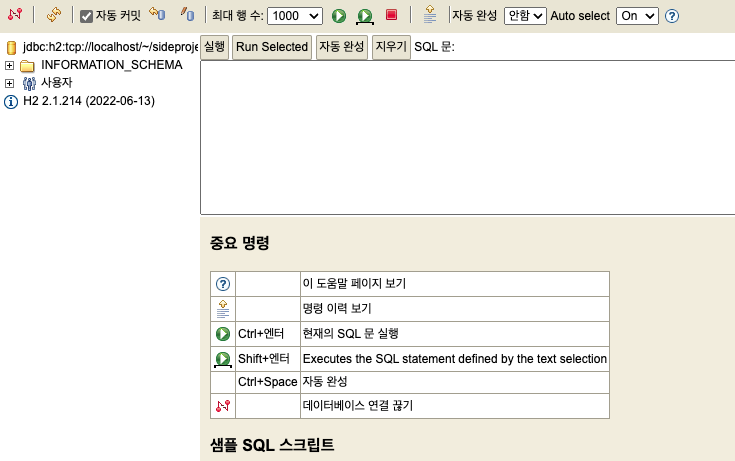 자동 커밋 최대 행 수: 1000 자동 완성 안함 Auto select On
jdbc:h2:tcp://localhost/~/sideproje
INFORMATION_SCHEMA
사용자
H2 2.1.214 (2022-06-13)
실행 Run Selected 자동 완성 지우기 SQL 문:
중요 명령
이 도움말 페이지 보기
명령 이력 보기
Ctrl+엔터 현재의 SQL 문 실행
Shift+엔터 Executes the SQL statement defined by the text selection
Ctrl+Space 자동 완성
데이터베이스 연결 끊기
샘플 SQL 스크립트